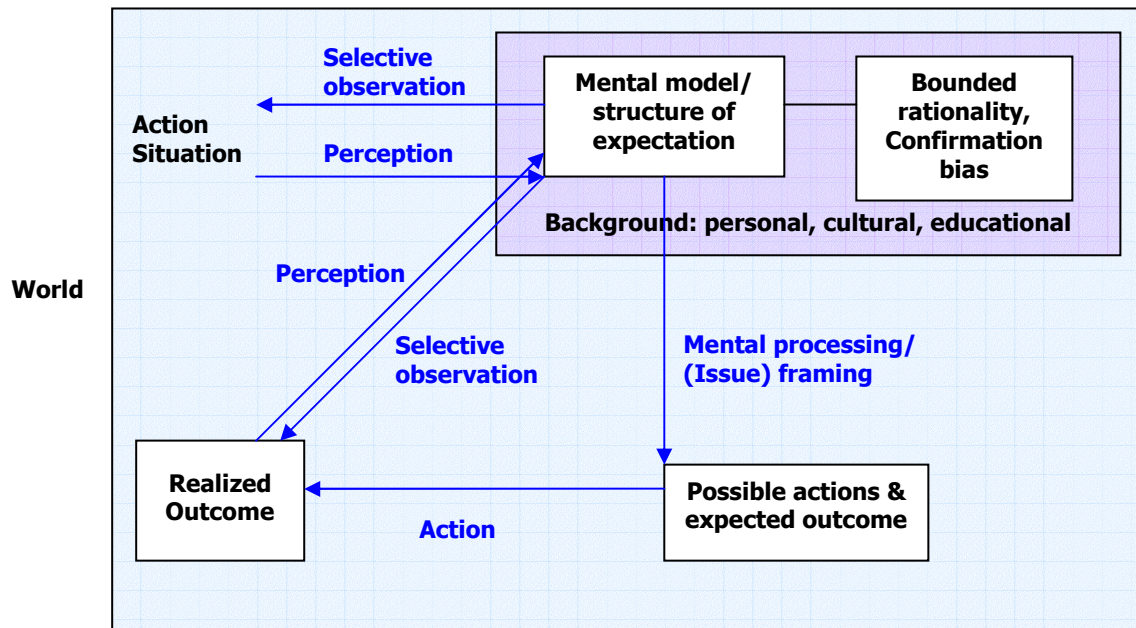 Selective
observation
Mental model/
structure of
expectation
Bounded
rationality,
Confirmation
bias
Action
Situation
Perception
Background: personal, cultural, educational
World
Perception
Selective
observation
Mental processing/
(Issue) framing
Realized
Outcome
Action
Possible actions &
expected outcome